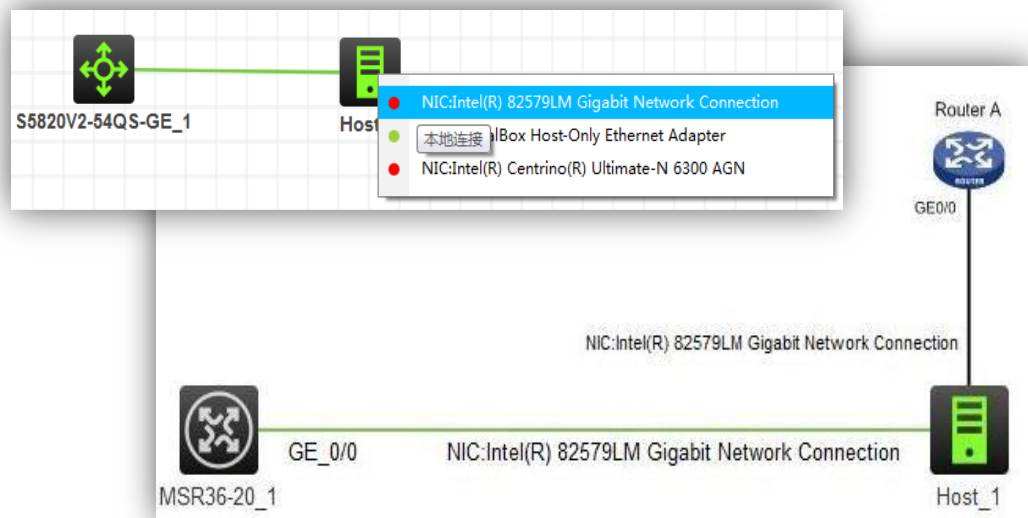 S5820V2-54QS-GE_1
Host
NIC:Intel(R) 82579LM Gigabit Network Connection
本地连接
alBox Host-Only Ethernet Adapter
NIC:Intel(R) Centrino(R) Ultimate-N 6300 AGN
Router A
ROUTER
GE0/0
NIC:Intel(R) 82579LM Gigabit Network Connection
GE_0/0
NIC:Intel(R) 82579LM Gigabit Network Connection
MSR36-20_1
Host_1